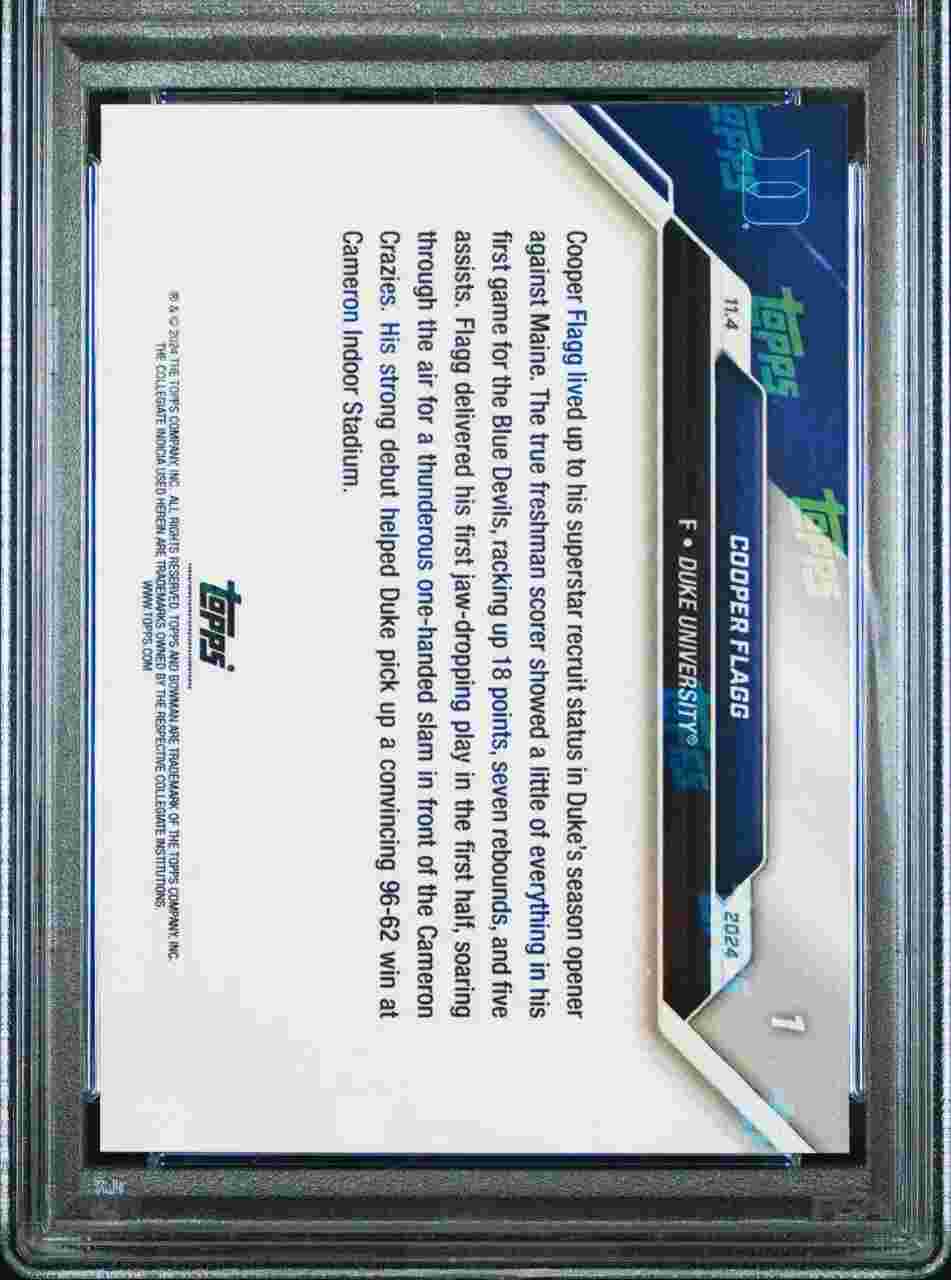 topps
topps
topps
11.4
COOPER FLAGG
2024
1
F • DUKE UNIVERSITY®
Cooper Flagg lived up to his superstar recruit status in Duke's season opener
against Maine. The true freshman scorer showed a little of everything in his
first game for the Blue Devils, racking up 18 points, seven rebounds, and five
assists. Flagg delivered his first jaw-dropping play in the first half, soaring
through the air for a thunderous one-handed slam in front of the Cameron
Crazies. His strong debut helped Duke pick up a convincing 96-62 win at
Cameron Indoor Stadium.
topps
® & © 2024 THE TOPPS COMPANY, INC. ALL RIGHTS RESERVED. TOPPS AND BOWMAN ARE TRADEMARK OF THE TOPPS COMPANY, INC.
THE COLLEGIATE INDICIA USED HEREIN ARE TRADEMARKS OWNED BY THE RESPECTIVE COLLEGIATE INSTITUTIONS.
WWW.TOPPS.COM